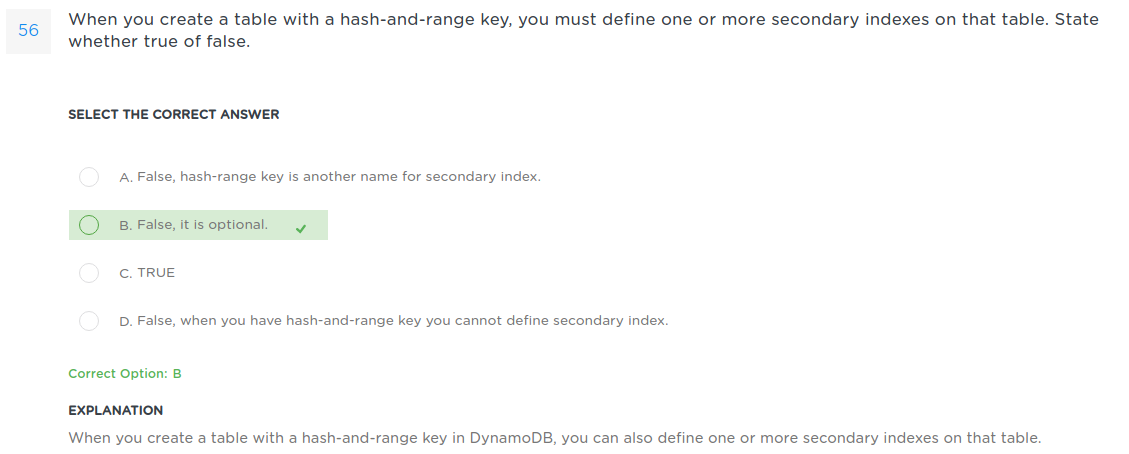 56
When you create a table with a hash-and-range key, you must define one or more secondary indexes on that table. State
whether true of false.
SELECT THE CORRECT ANSWER
A. False, hash-range key is another name for secondary index.
B. False, it is optional.
C. TRUE
D. False, when you have hash-and-range key you cannot define secondary index.
Correct Option: B
EXPLANATION
When you create a table with a hash-and-range key in DynamoDB, you can also define one or more secondary indexes on that table.